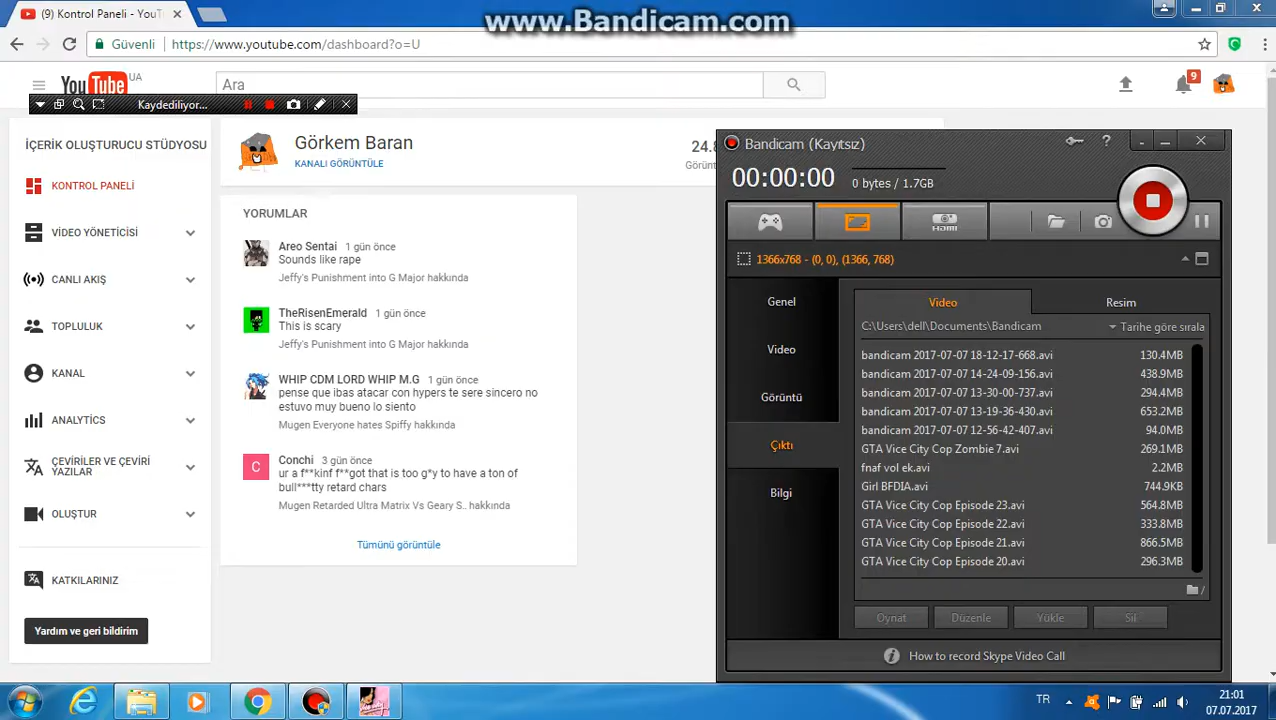 www.Bandicam.com
(9) Kontrol Paneli - YouT
Güvenli
https://www.youtube.com/dashboard?o=U
YouTube UA
Ara
9
Kaydediliyor...
İÇERİK OLUŞTURUCU STÜDYOSU
KONTROL PANELİ
VİDEO YÖNETİCİSİ
CANLI AKIŞ
TOPLULUK
KANAL
ANALYTİCS
ÇEVİRİLER VE ÇEVİRİ
YAZILAR
OLUŞTUR
KATKILARINIZ
Yardım ve geri bildirim
Görkem Baran
KANALI GÖRÜNTÜLE
24.8
Görünt
YORUMLAR
Areo Sentai 1 gün önce
Sounds like rape
Jeffy's Punishment into G Major hakkında
TheRisenEmerald 1 gün önce
This is scary
Jeffy's Punishment into G Major hakkında
WHIP CDM LORD WHIP M.G 1 gün önce
pense que ibas atacar con hypers te sere sincero no
estuvo muy bueno lo siento
Mugen Everyone hates Spiffy hakkında
C
Conchi 3 gün önce
ur a f**kinf f**got that is too g*y to have a ton of
bull***tty retard chars
Mugen Retarded Ultra Matrix Vs Geary S.. hakkında
Tümünü görüntüle
Bandicam (Kayıtsız)
00:00:00
0 bytes / 1.7GB
HDMI
1366x768 - (0, 0), (1366, 768)
Genel
Video
Görüntü
Çıktı
Bilgi
Video
Resim
C:\Users\dell\Documents\Bandicam
Tarihe göre sırala
bandicam 2017-07-07 18-12-17-668.avi 130.4MB
bandicam 2017-07-07 14-24-09-156.avi 438.9MB
bandicam 2017-07-07 13-30-00-737.avi 294.4MB
bandicam 2017-07-07 13-19-36-430.avi 653.2MB
bandicam 2017-07-07 12-56-42-407.avi 94.0MB
GTA Vice City Cop Zombie 7.avi 269.1MB
fnaf vol ek.avi 2.2MB
Girl BFDIA.avi 744.9KB
GTA Vice City Cop Episode 23.avi 564.8MB
GTA Vice City Cop Episode 22.avi 333.8MB
GTA Vice City Cop Episode 21.avi 866.5MB
GTA Vice City Cop Episode 20.avi 296.3MB
/
Oynat
Düzenle
Yükle
Sil
How to record Skype Video Call
TR
21:01
07.07.2017